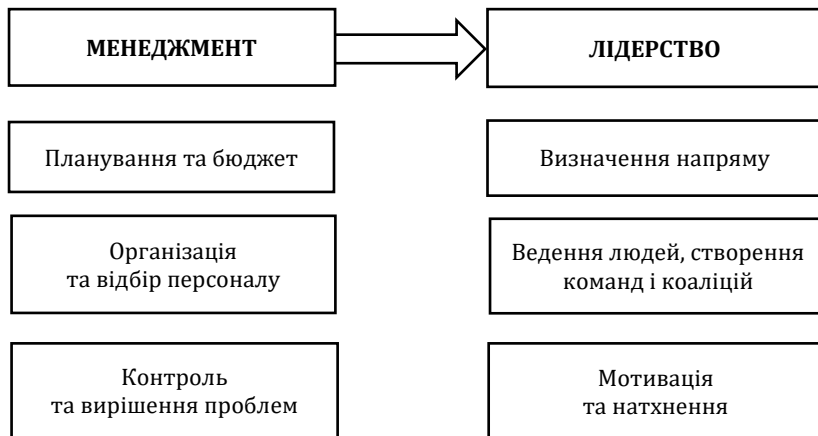 МЕНЕДЖМЕНТ
ЛІДЕРСТВО
Планування та бюджет
Визначення напряму
Організація
та відбір персоналу
Ведення людей, створення
команд і коаліцій
Контроль
та вирішення проблем
Мотивація
та натхнення